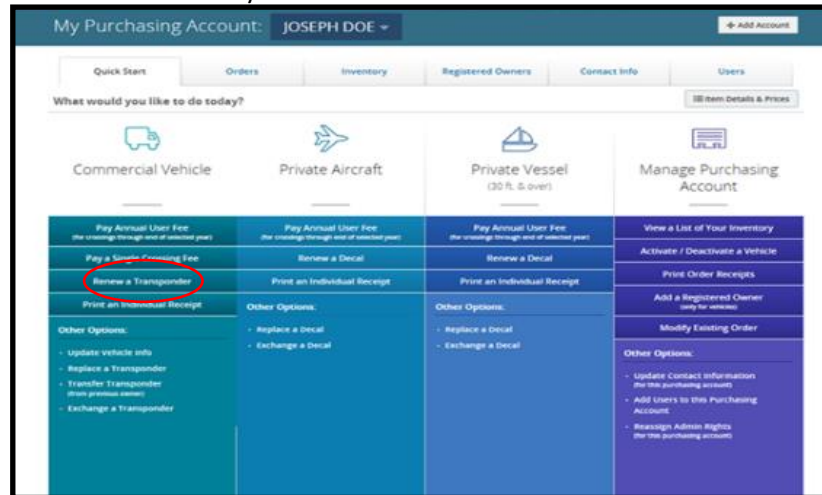 My Purchasing Account: JOSEPH DOE
+ Add Account
Quick Start
Orders
Inventory
Registered Owners
Contact Info
Users
What would you like to do today?
Item Details & Prices
Commercial Vehicle
Pay Annual User Fee
(for crossings through end of selected year)
Pay a Single Crossing Fee
Renew a Transponder
Print an Individual Receipt
Other Options:
- Update Vehicle Info
- Replace a Transponder
- Transfer Transponder
(from previous owner)
- Exchange a Transponder
Private Aircraft
Pay Annual User Fee
(for crossings through end of selected year)
Renew a Decal
Print an Individual Receipt
Other Options:
- Replace a Decal
- Exchange a Decal
Private Vessel
(30 ft. & over)
Pay Annual User Fee
(for crossings through end of selected year)
Renew a Decal
Print an Individual Receipt
Other Options:
- Replace a Decal
- Exchange a Decal
Manage Purchasing
Account
View a List of Your Inventory
Activate / Deactivate a Vehicle
Print Order Receipts
Add a Registered Owner
(only for vehicles)
Modify Existing Order
Other Options:
- Update Contact Information
(for this purchasing account)
- Add Users to this Purchasing
Account
- Reassign Admin Rights
(for this purchasing account)